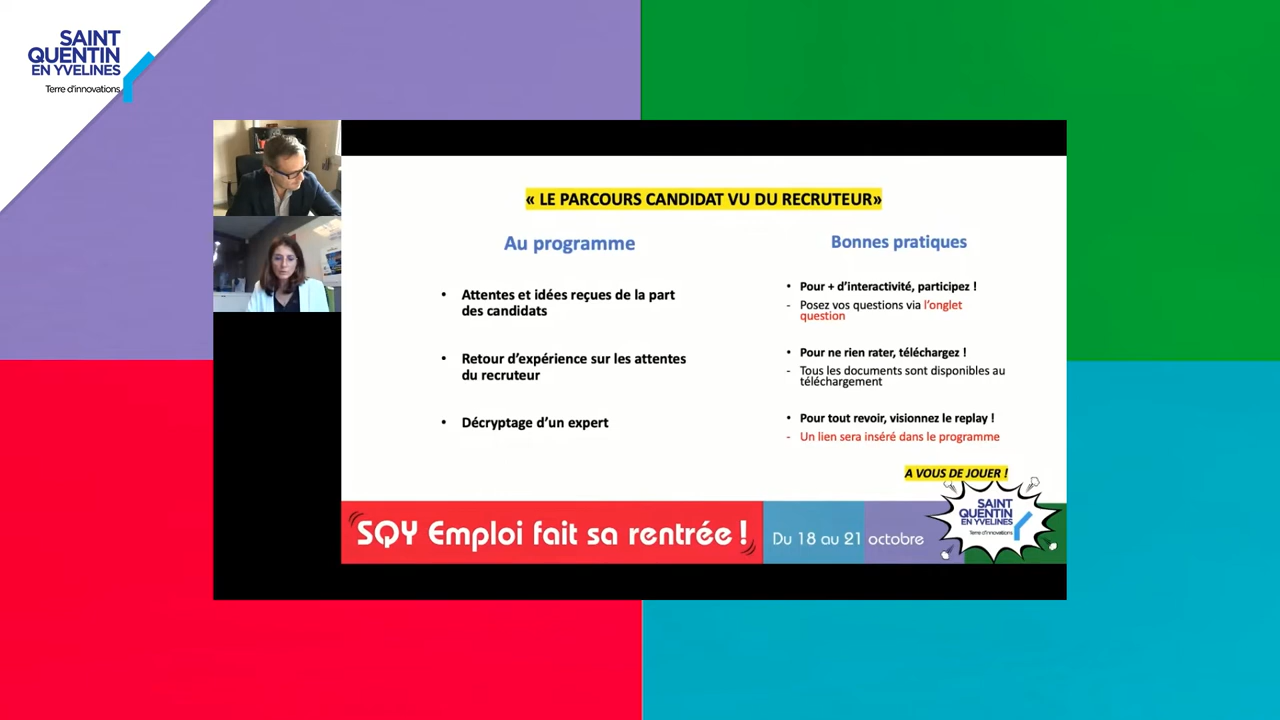 SAINT
QUENTIN
EN YVELINES
Terre d'innovations
« LE PARCOURS CANDIDAT VU DU RECRUTEUR»
Au programme
• Attentes et idées reçues de la part
des candidats
• Retour d'expérience sur les attentes
du recruteur
• Décryptage d'un expert
Bonnes pratiques
• Pour + d'interactivité, participez !
- Posez vos questions via l'onglet
question
• Pour ne rien rater, téléchargez !
- Tous les documents sont disponibles au
téléchargement
• Pour tout revoir, visionnez le replay !
- Un lien sera inséré dans le programme
A VOUS DE JOUER !
SQY Emploi fait sa rentrée !
Du 18 au 21 octobre
SAINT
QUENTIN
EN YVELINES
Terre d'innovations